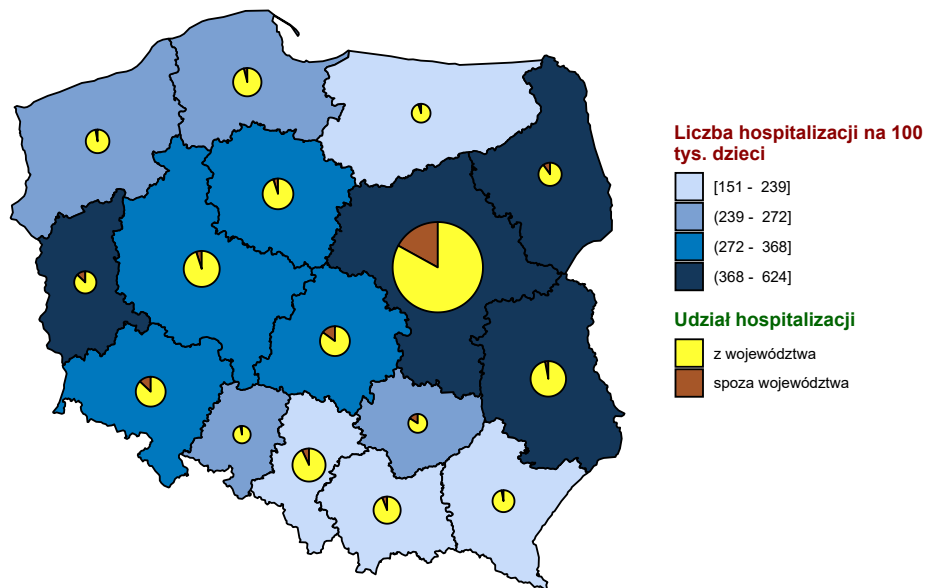 Liczba hospitalizacji na 100
tys. dzieci
[151 - 239]
(239 - 272]
(272 - 368]
(368 - 624]
Udział hospitalizacji
z województwa
spoza województwa